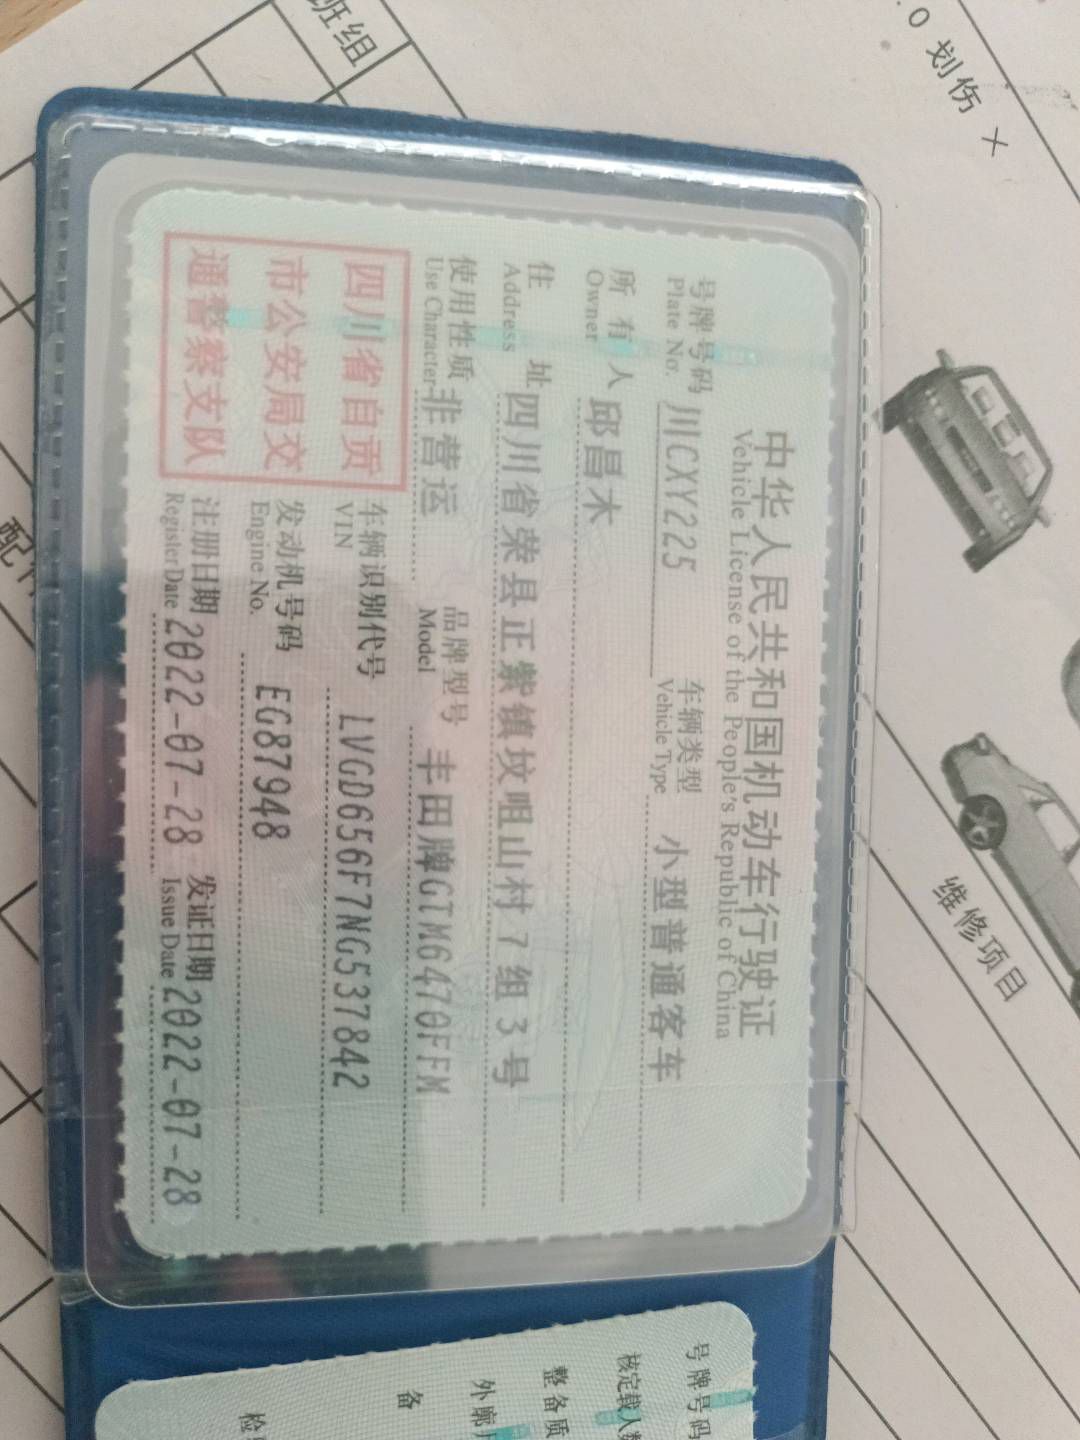 中华人民共和国机动车行驶证
Vehicle License of the People's Republic of China
号牌号码 川CXY225 车辆类型 小型普通客车
Plate No. Vehicle Type
所有人 邱昌木
Owner
住址 四川省荣县正紫镇坟咀山村7组3号
Address
使用性质 非营运 品牌型号 丰田牌GTM6470FFM
Use Character Model
四川省自贡
市公安局交
通警察支队
车辆识别代号 LVGD656F7NG537842
VIN
发动机号码 EG87948
Engine No.
注册日期 2022-07-28 发证日期 2022-07-28
Register Date Issue Date
号牌号码
核定载人数
整备质
外廓
备
检
班组
划伤 ×
维修项目